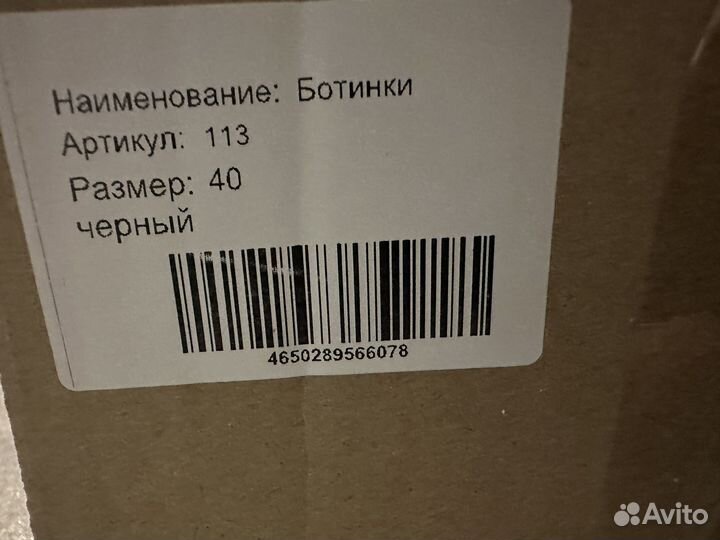 Наименование: Ботинки
Артикул: 113
Размер: 40
черный
4650289566078
Avito